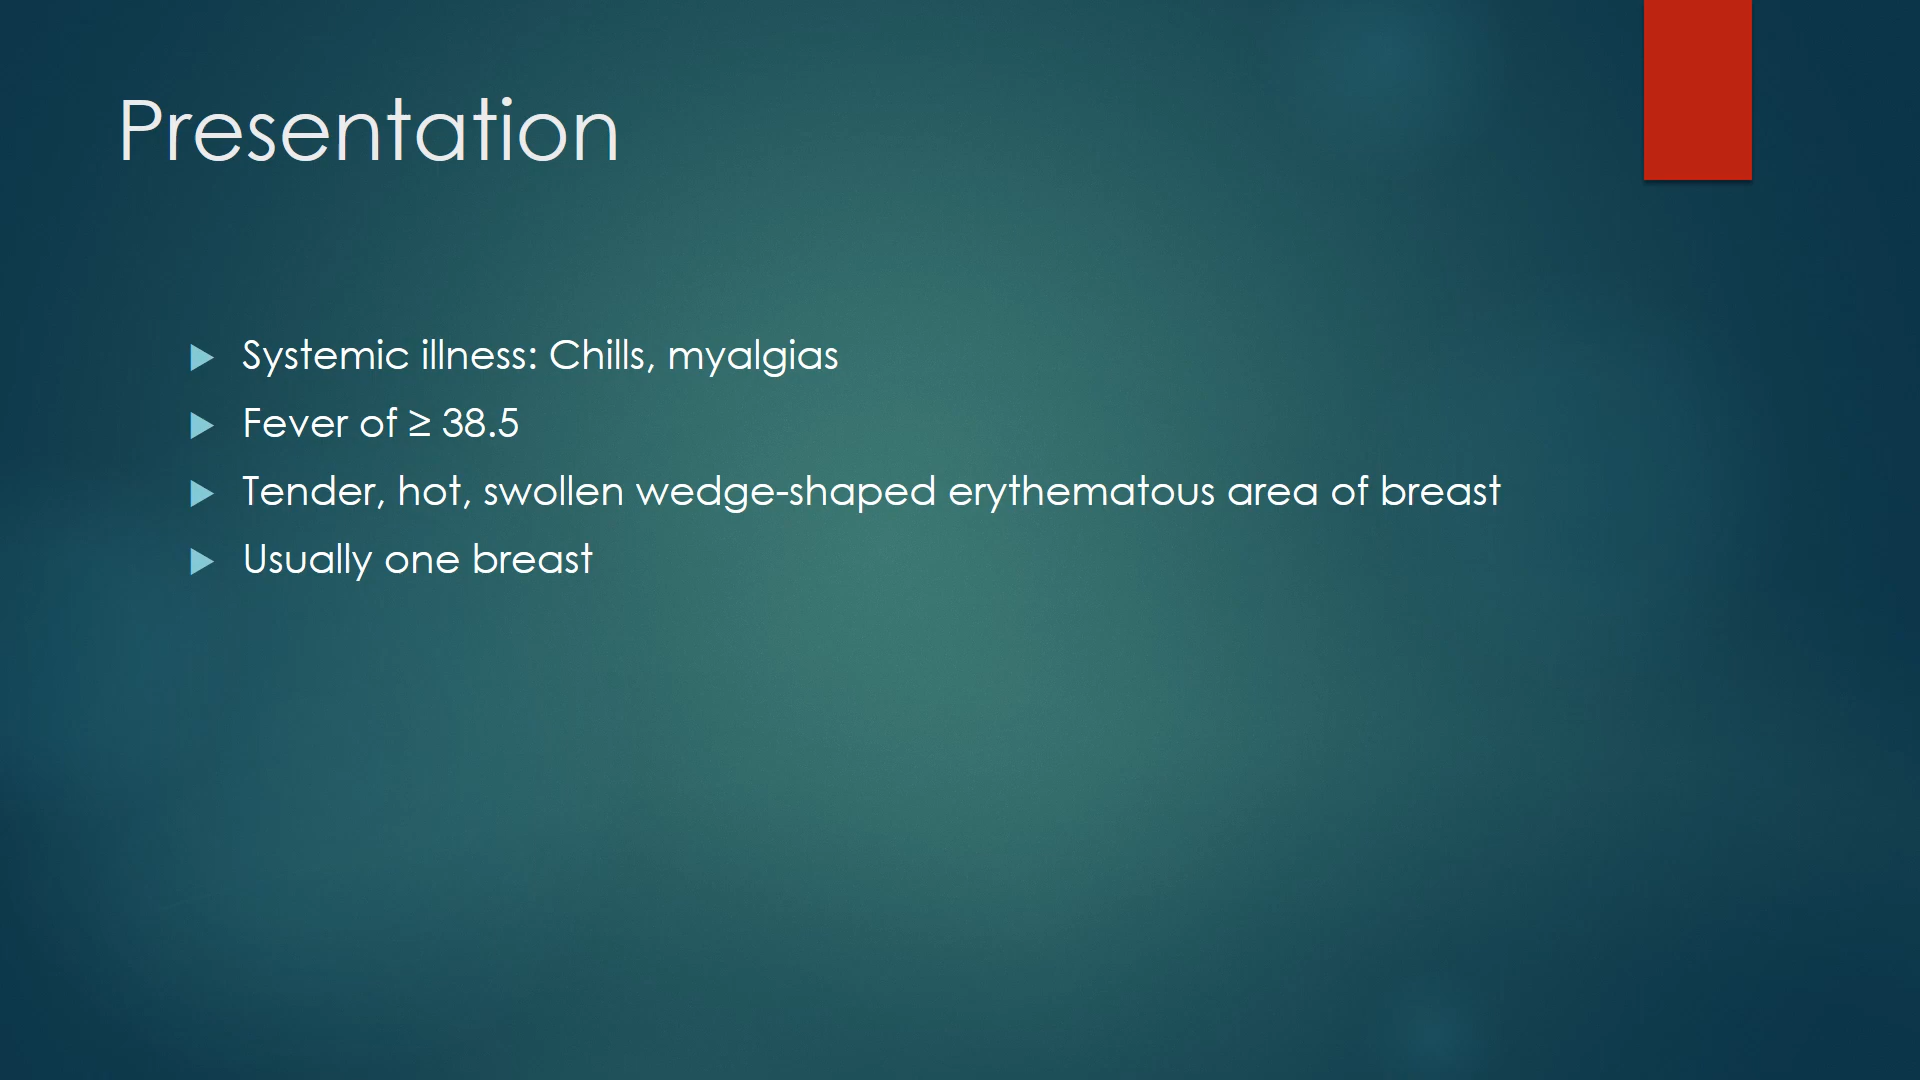 Presentation
Systemic illness: Chills, myalgias
Fever of ≥ 38.5
Tender, hot, swollen wedge-shaped erythematous area of breast
Usually one breast